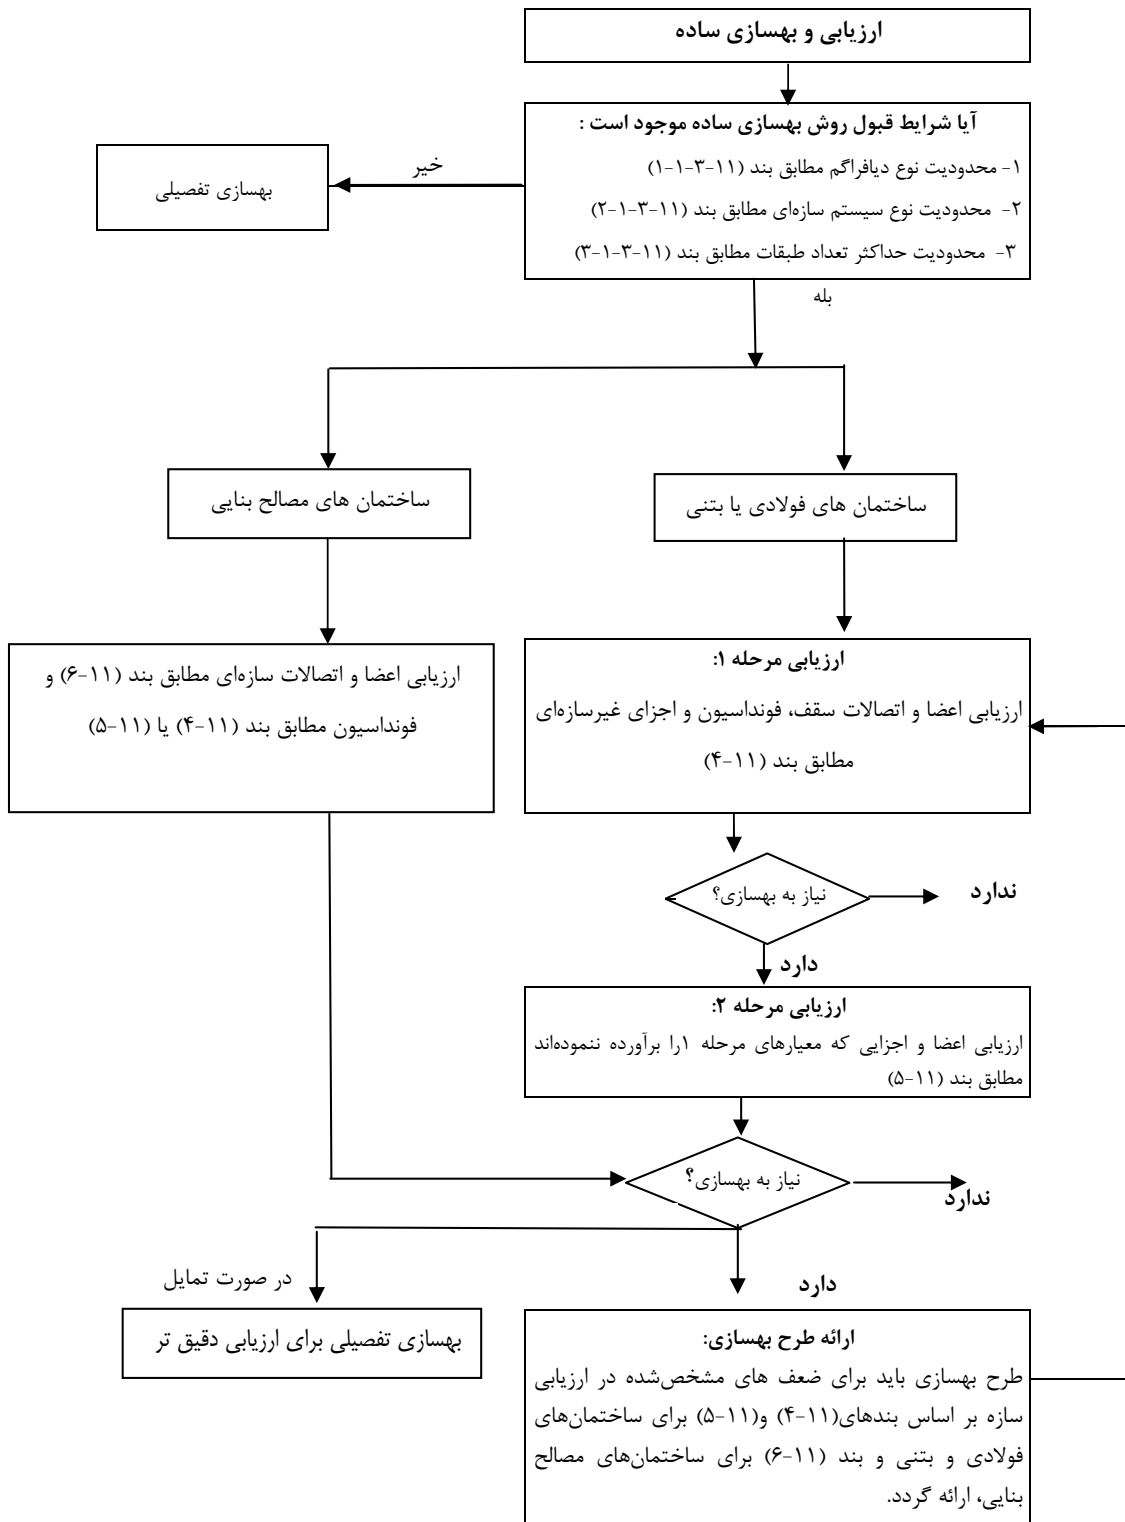 ارزیابی و بهسازی ساده
آیا شرایط قبول روش بهسازی ساده موجود است :
۱- محدودیت نوع دیافراگم مطابق بند (۱۱-۳-۱-۱)
۲- محدودیت نوع سیستم سازه‌ای مطابق بند (۱۱-۳-۱-۲)
۳- محدودیت حداکثر تعداد طبقات مطابق بند (۱۱-۳-۱-۳)
خیر
بهسازی تفصیلی
بله
ساختمان های فولادی یا بتنی
ساختمان های مصالح بنایی
ارزیابی مرحله ۱:
ارزیابی اعضا و اتصالات سقف، فونداسیون و اجزای غیرسازه‌ای
مطابق بند (۱۱-۴)
ارزیابی اعضا و اتصالات سازه‌ای مطابق بند (۱۱-۶) و
فونداسیون مطابق بند (۱۱-۴) یا (۱۱-۵)
نیاز به بهسازی؟
ندارد
دارد
ارزیابی مرحله ۲:
ارزیابی اعضا و اجزایی که معیارهای مرحله ۱را برآورده ننموده‌اند
مطابق بند (۱۱-۵)
نیاز به بهسازی؟
ندارد
دارد
در صورت تمایل
بهسازی تفصیلی برای ارزیابی دقیق تر
ارائه طرح بهسازی:
طرح بهسازی باید برای ضعف های مشخص‌شده در ارزیابی
سازه بر اساس بندهای(۱۱-۴) و(۱۱-۵) برای ساختمان‌های
فولادی و بتنی و بند (۱۱-۶) برای ساختمان‌های مصالح
بنایی، ارائه گردد.